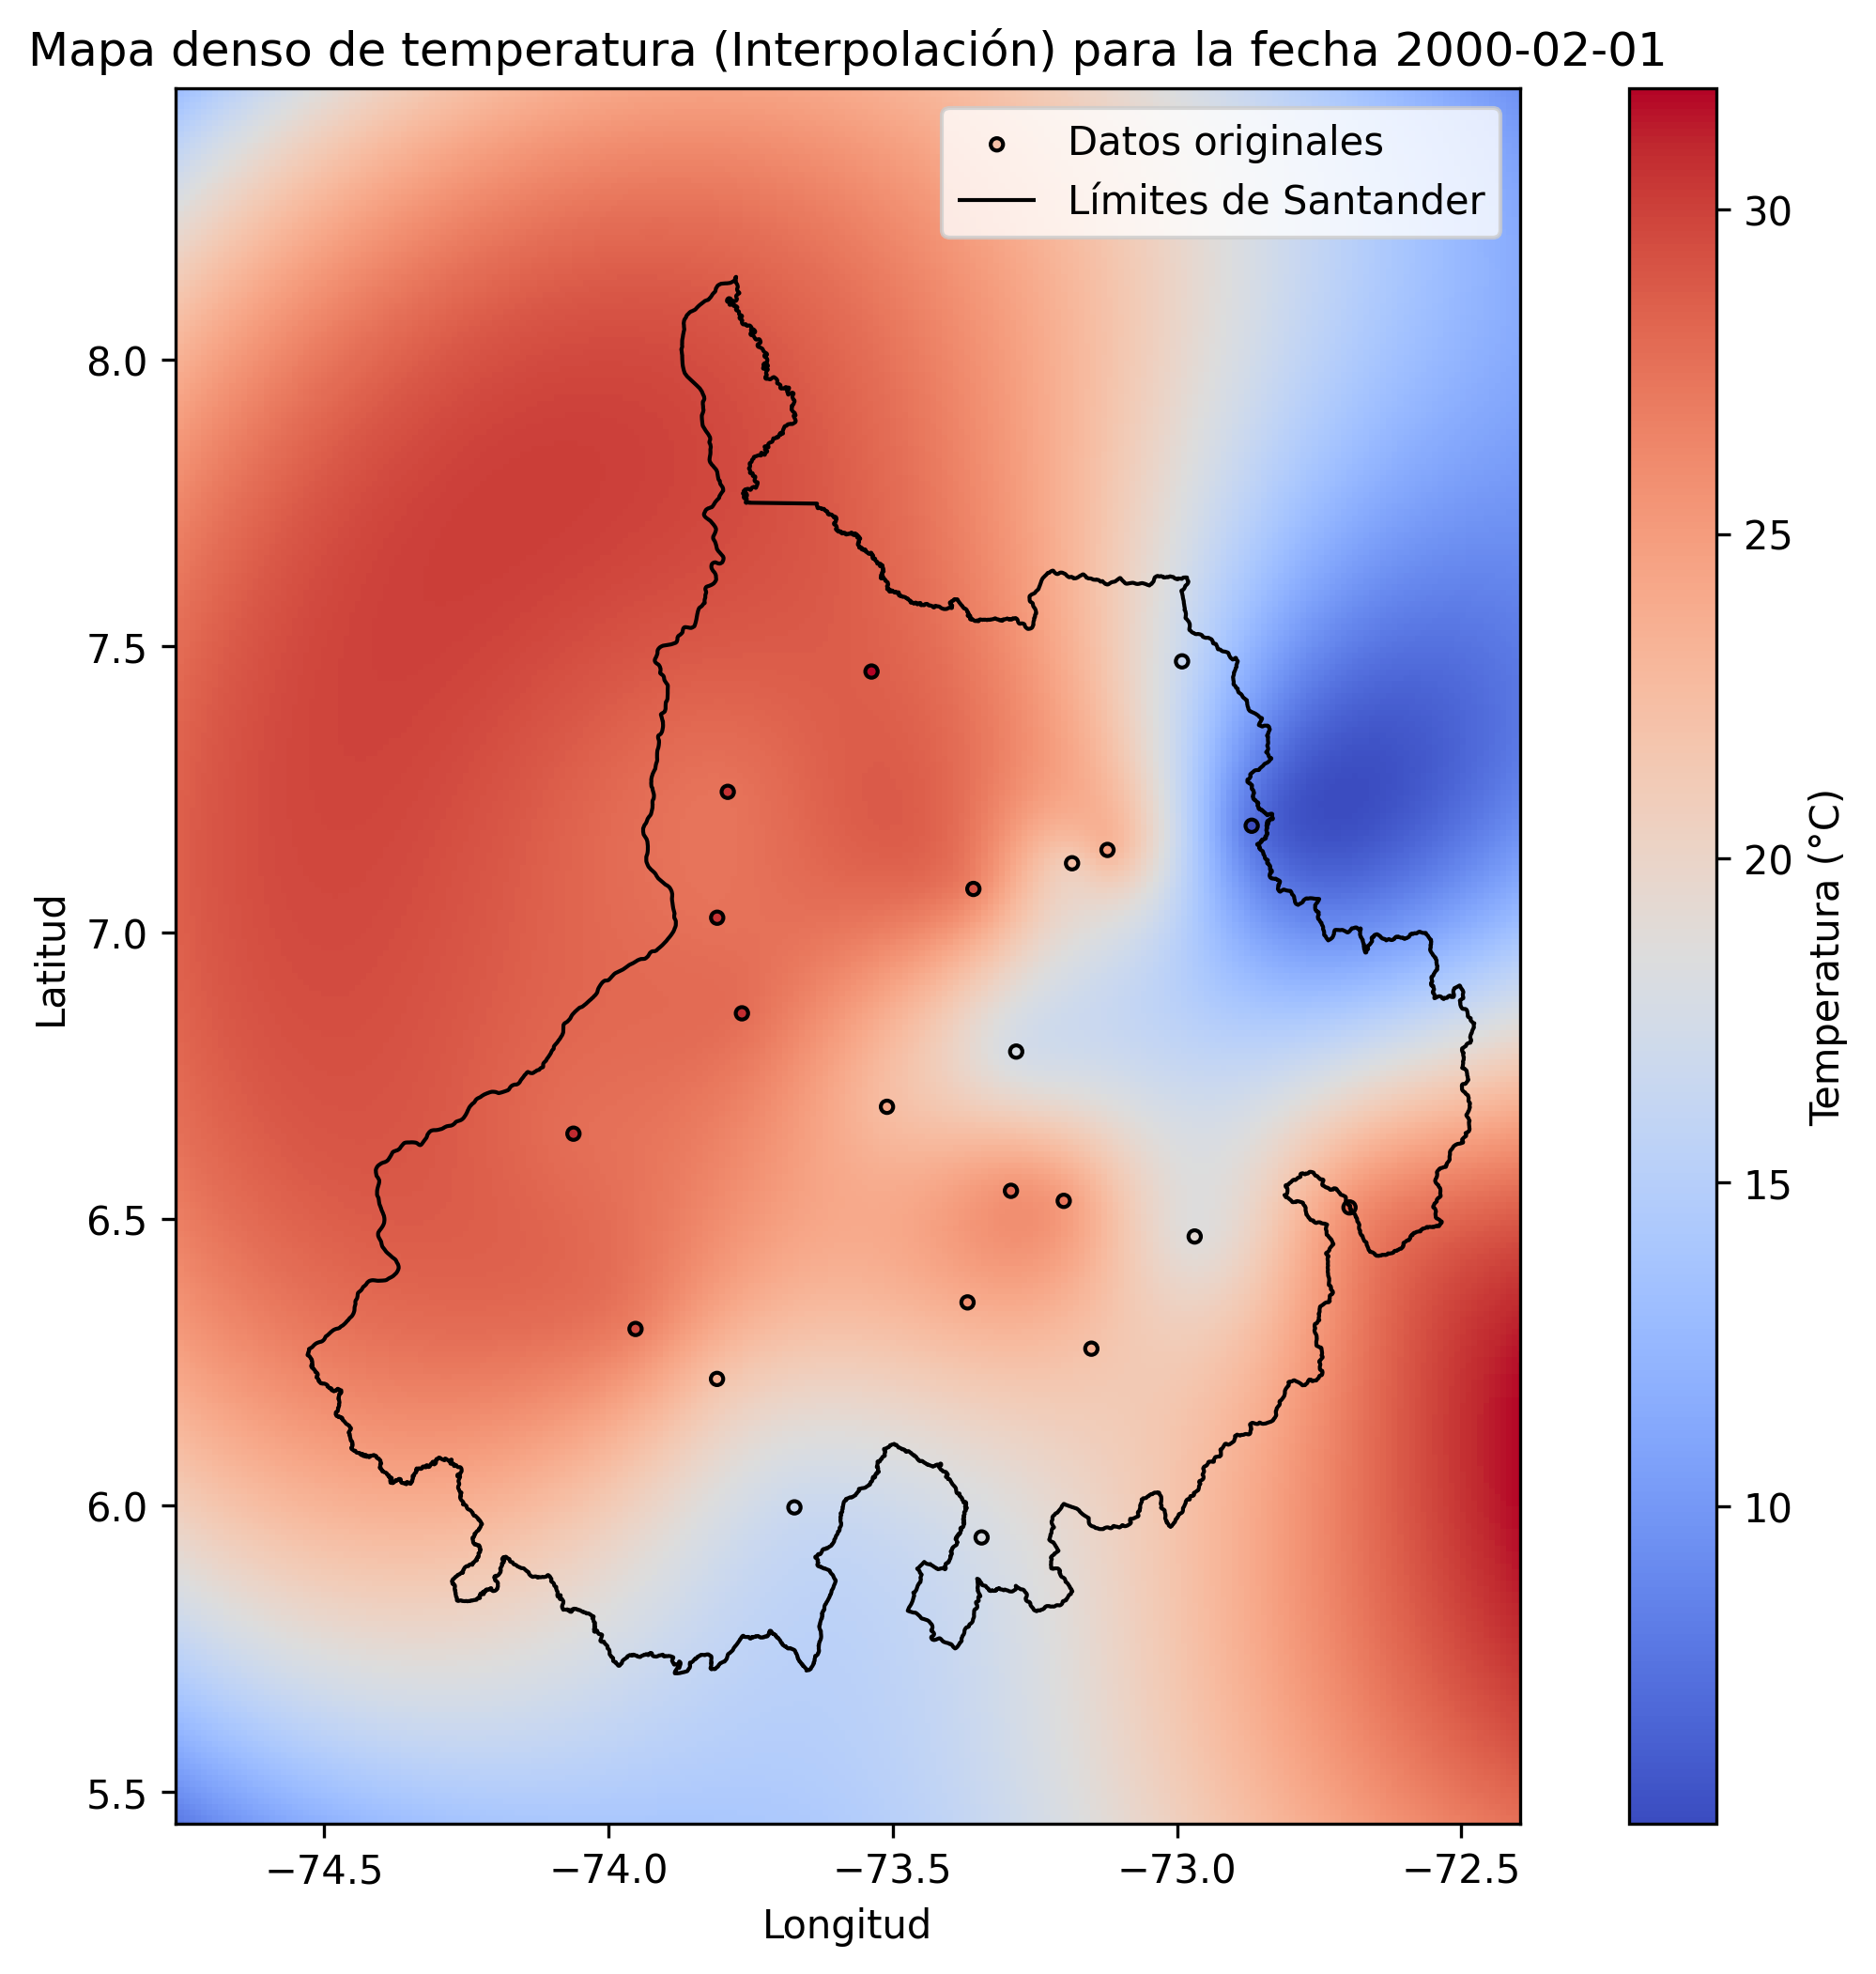 Mapa denso de temperatura (Interpolación) para la fecha 2000-02-01
Datos originales
Límites de Santander
8.0
7.5
7.0
6.5
6.0
5.5
Latitud
−74.5
−74.0
−73.5
−73.0
−72.5
Longitud
30
25
20
15
10
Temperatura (°C)